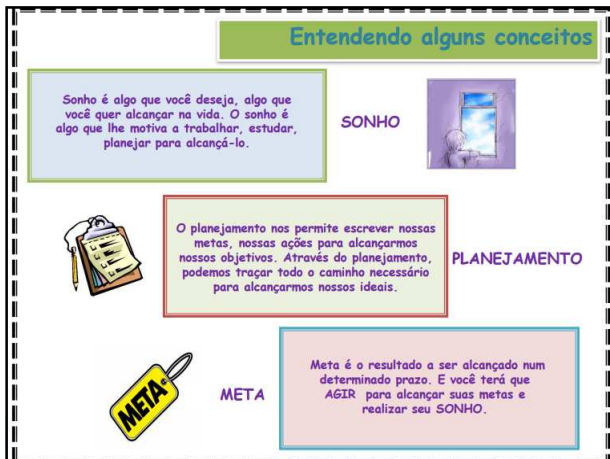 Entendendo alguns conceitos
Sonho é algo que você deseja, algo que
você quer alcançar na vida. O sonho é
algo que lhe motiva a trabalhar, estudar,
planejar para alcançá-lo.
SONHO
O planejamento nos permite escrever nossas
metas, nossas ações para alcançarmos
nossos objetivos. Através do planejamento,
podemos traçar todo o caminho necessário
para alcançarmos nossos ideais.
PLANEJAMENTO
META
META
Meta é o resultado a ser alcançado num
determinado prazo. E você terá que
AGIR para alcançar suas metas e
realizar seu SONHO.